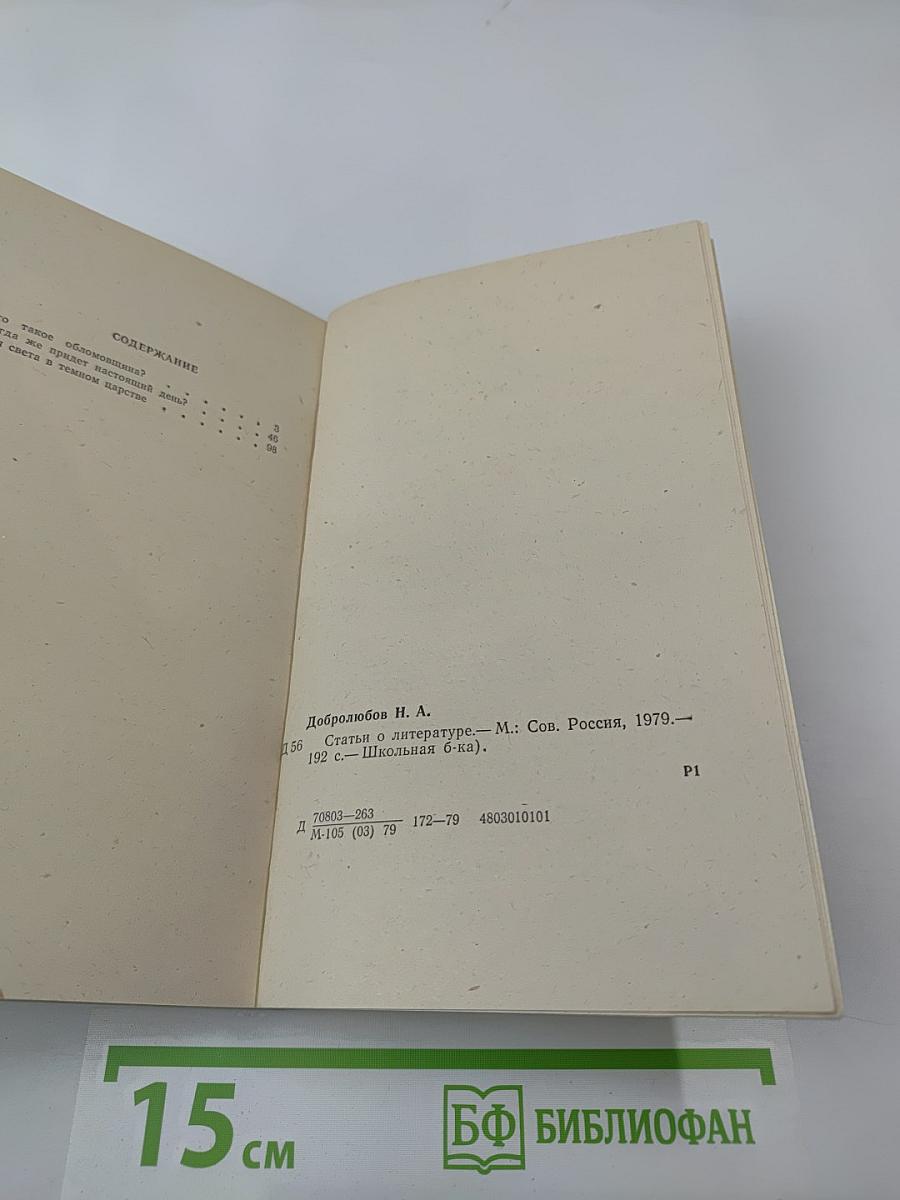 СОДЕРЖАНИЕ
такое обломовщина? . . . . . . 3
же придет настоящий день? . . . . 46
света в темном царстве . . . . . . 98
Добролюбов Н. А.
Д56 Статьи о литературе.— М.: Сов. Россия, 1979.—
192 с.— Школьная б-ка).
Р1
Д 70803—263
М-105 (03) 79 172—79 4803010101
15 см
БФ БИБЛИОФАН